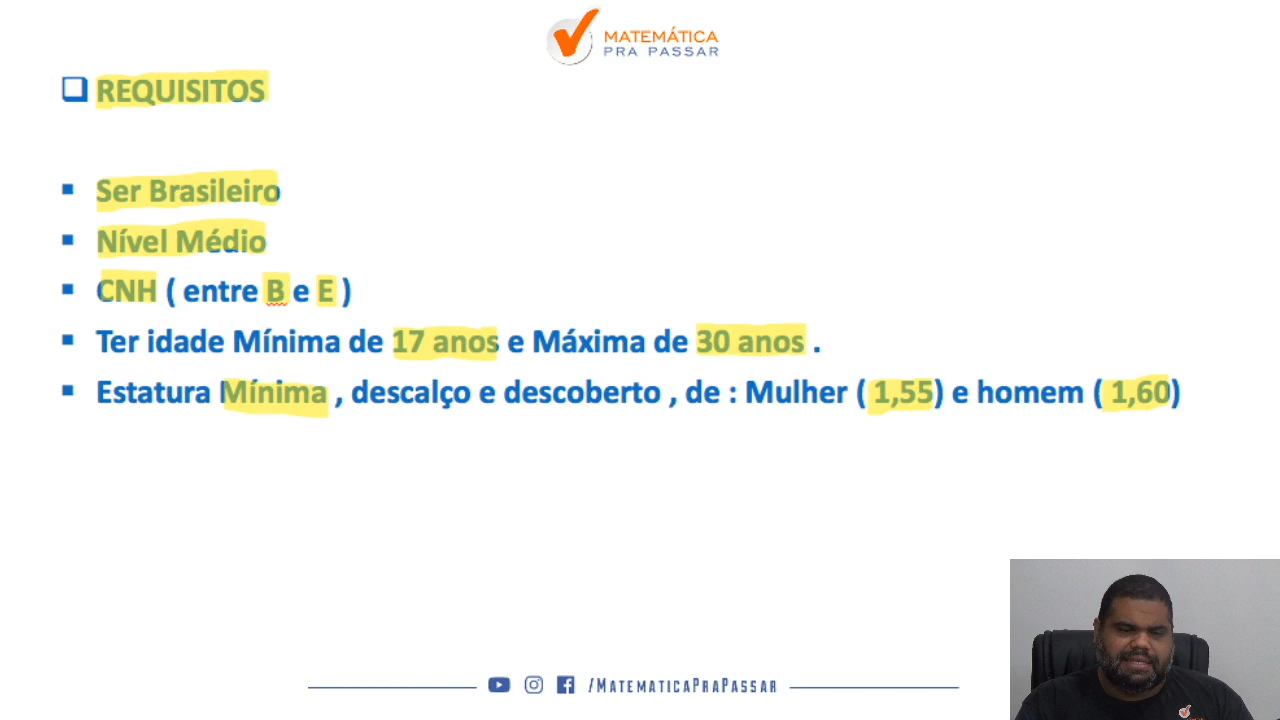 MATEMÁTICA
PRA PASSAR
REQUISITOS
Ser Brasileiro
Nível Médio
CNH ( entre B e E )
Ter idade Mínima de 17 anos e Máxima de 30 anos .
Estatura Mínima , descalço e descoberto , de : Mulher ( 1,55) e homem ( 1,60)
/MATEMATICAPRAPASSAR